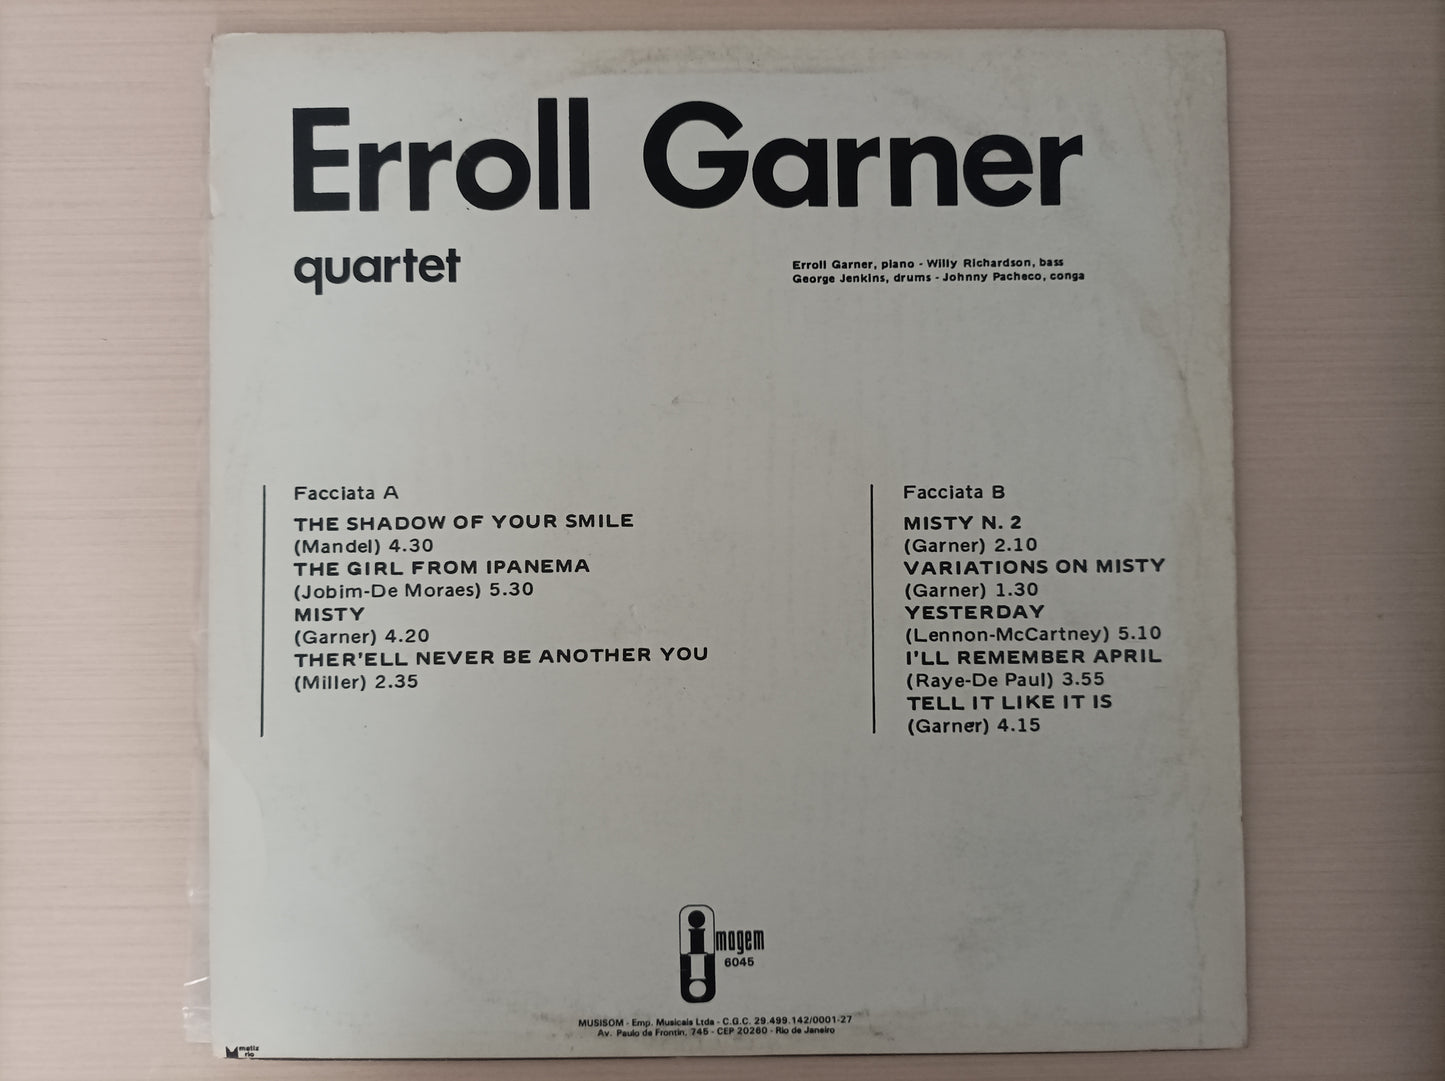 Erroll Garner
quartet
Erroll Garner, piano - Willy Richardson, bass
George Jenkins, drums - Johnny Pacheco, conga
Facciata A
THE SHADOW OF YOUR SMILE
(Mandel) 4.30
THE GIRL FROM IPANEMA
(Jobim-De Moraes) 5.30
MISTY
(Garner) 4.20
THER'ELL NEVER BE ANOTHER YOU
(Miller) 2.35
Facciata B
MISTY N. 2
(Garner) 2.10
VARIATIONS ON MISTY
(Garner) 1.30
YESTERDAY
(Lennon-McCartney) 5.10
I'LL REMEMBER APRIL
(Raye-De Paul) 3.55
TELL IT LIKE IT IS
(Garner) 4.15
imagem
6045
MUSISOM - Emp. Musicais Ltda - C.G.C. 29.499.142/0001-27
Av. Paulo de Frontin, 745 - CEP 20260 - Rio de Janeiro
matiz
rio